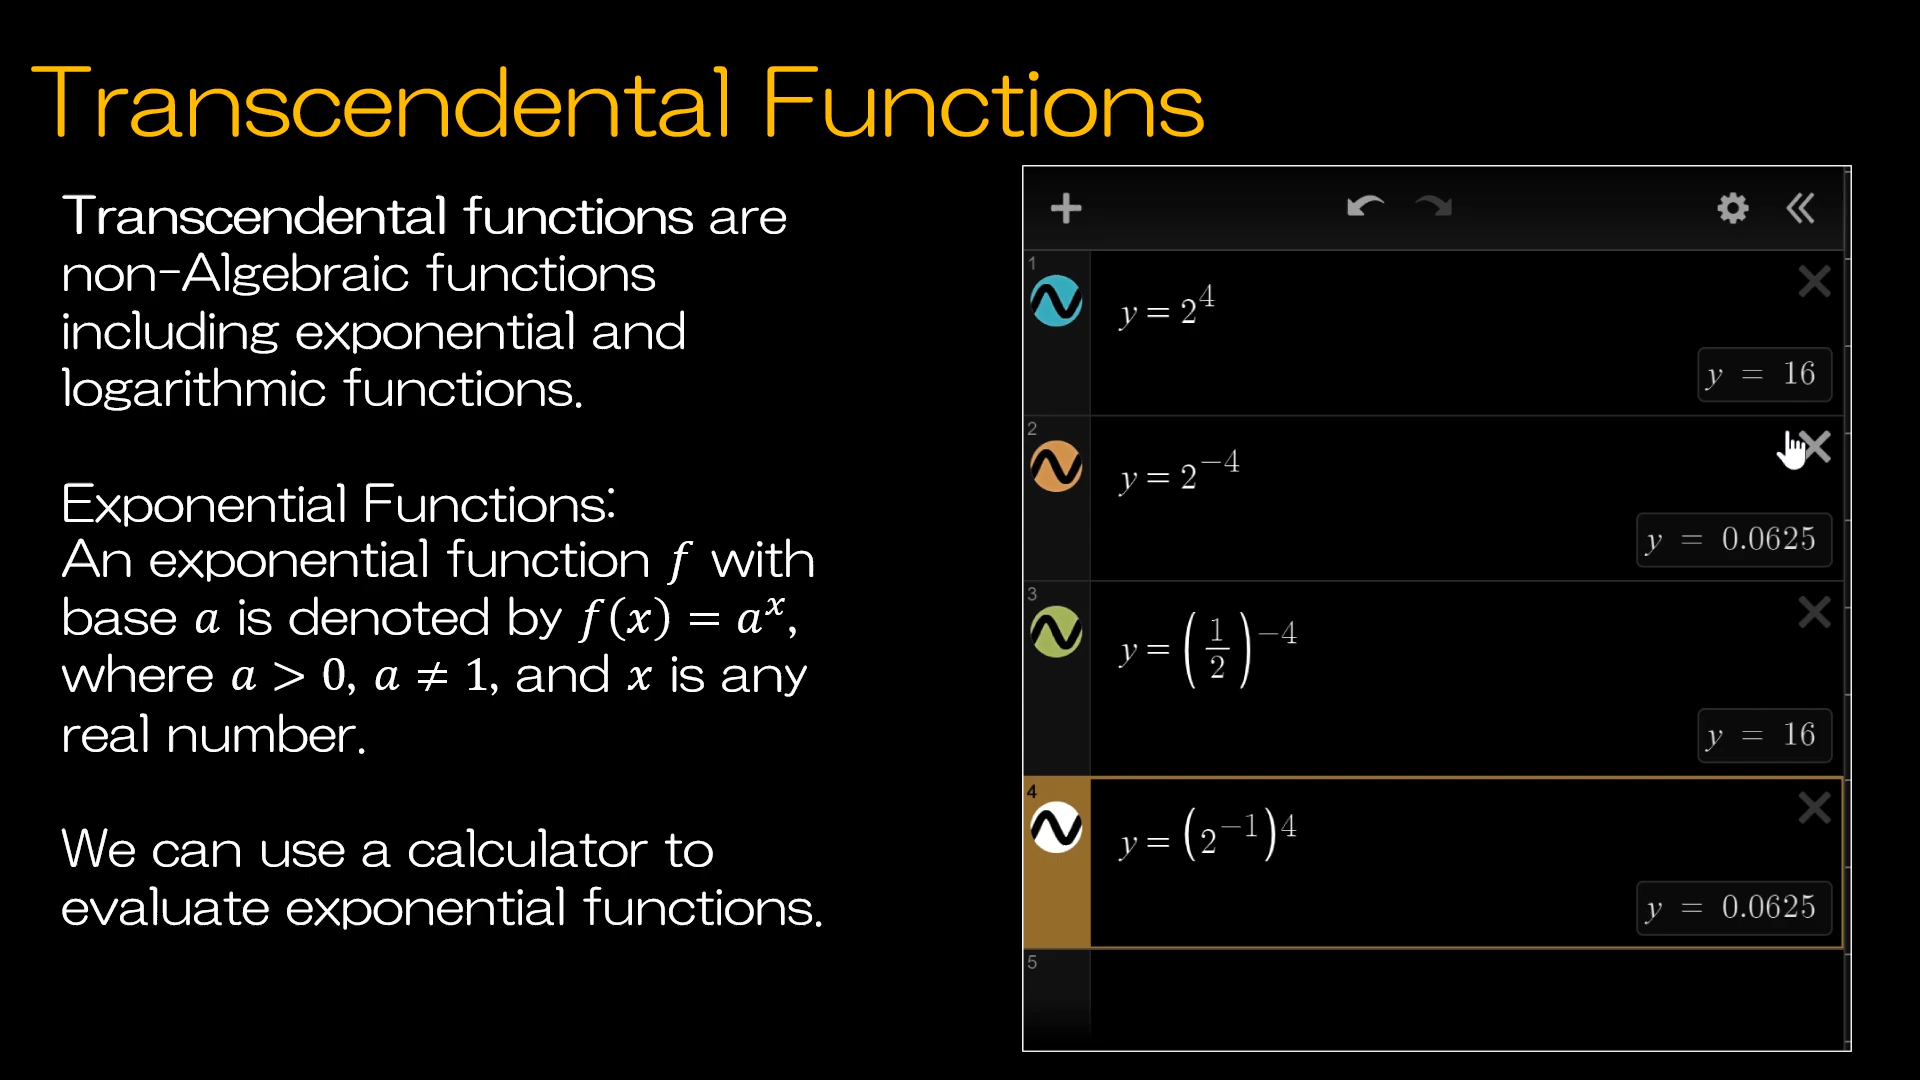 Transcendental Functions
Transcendental functions are
non-Algebraic functions
including exponential and
logarithmic functions.
Exponential Functions:
An exponential function f with
base a is denoted by f(x) = aˣ,
where a > 0, a ≠ 1, and x is any
real number.
We can use a calculator to
evaluate exponential functions.
1
y = 2⁴
y = 16
2
y = 2⁻⁴
y = 0.0625
3
y = (1/2)⁻⁴
y = 16
4
y = (2⁻¹)⁴
y = 0.0625
5